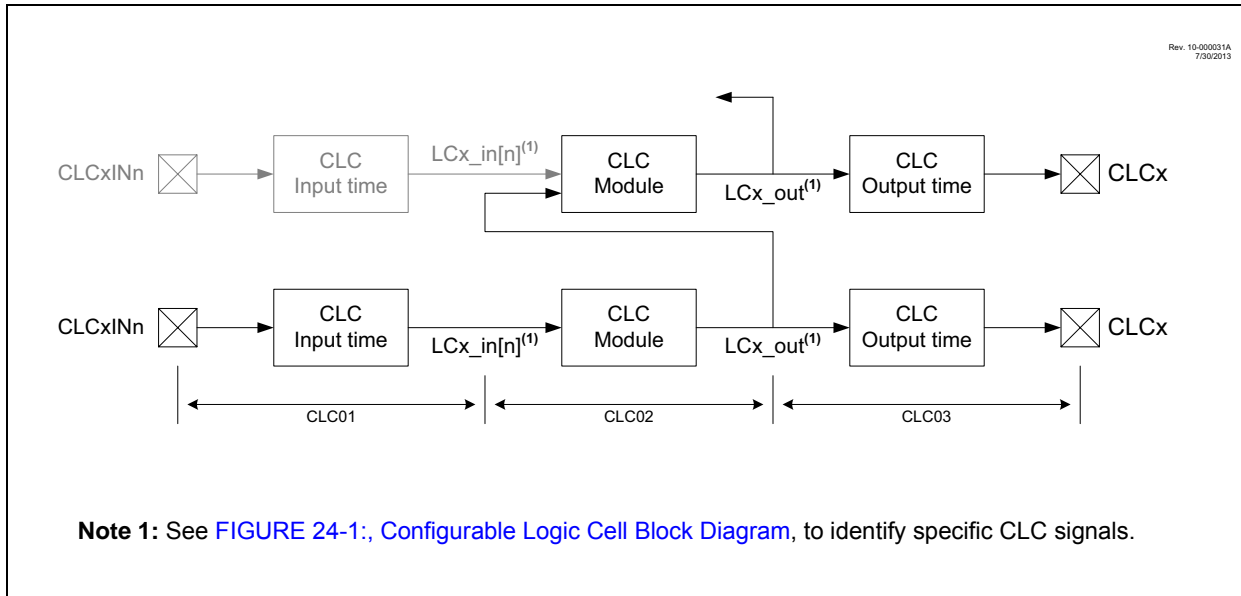 Rev. 10-000031A
7/30/2013
CLCxINn
CLC
Input time
LCx_in[n](1)
CLC
Module
LCx_out(1)
CLC
Output time
CLCx
CLCxINn
CLC
Input time
LCx_in[n](1)
CLC
Module
LCx_out(1)
CLC
Output time
CLCx
CLC01
CLC02
CLC03
Note 1: See FIGURE 24-1:, Configurable Logic Cell Block Diagram, to identify specific CLC signals.